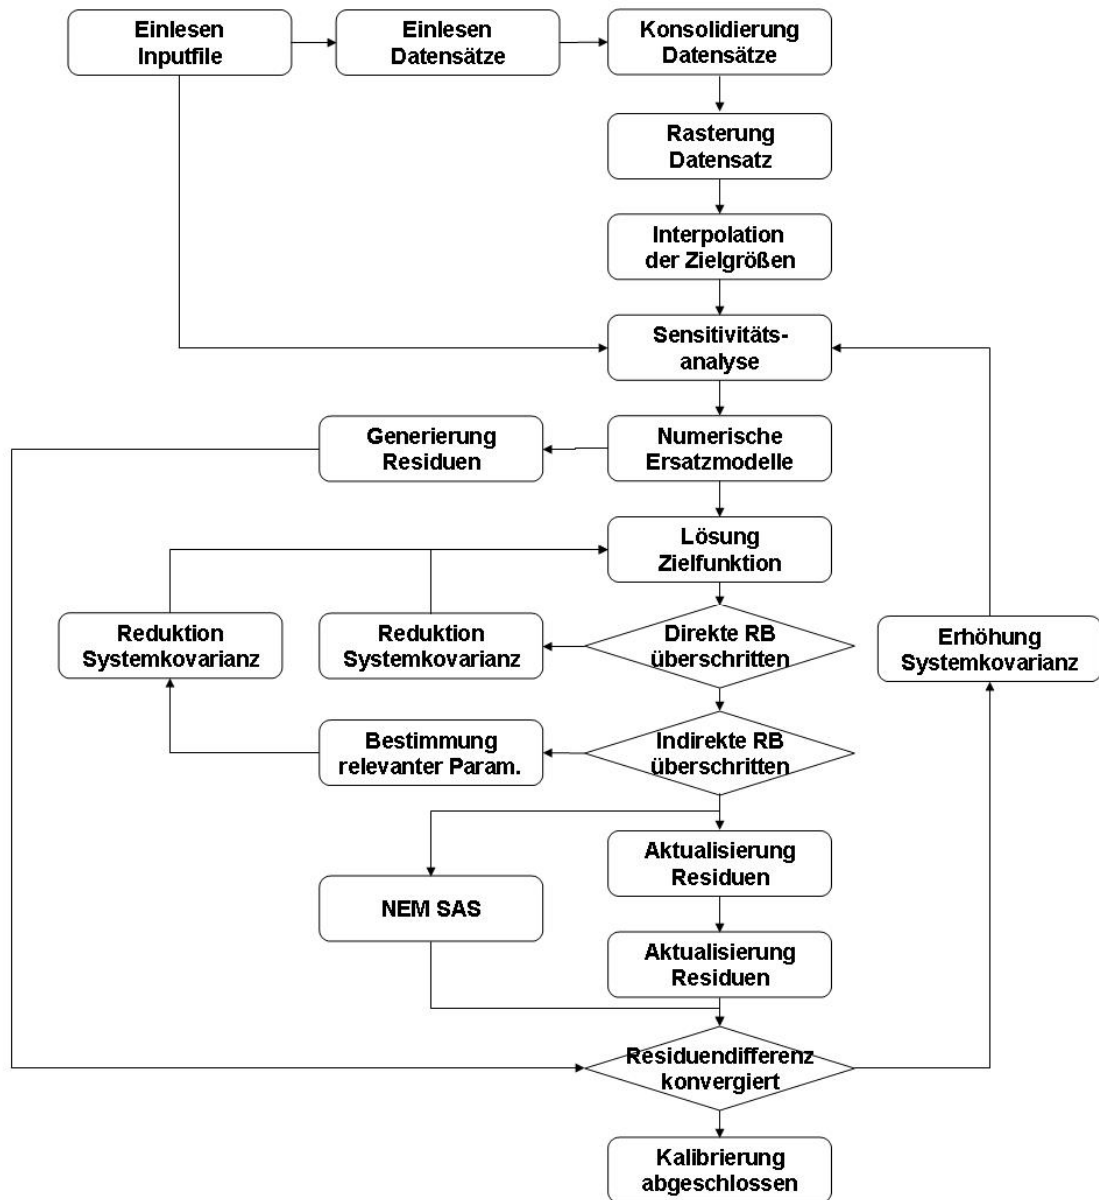 Einlesen
Inputfile
Einlesen
Datensätze
Konsolidierung
Datensätze
Rasterung
Datensatz
Interpolation
der Zielgrößen
Sensitivitäts-
analyse
Generierung
Residuen
Numerische
Ersatzmodelle
Lösung
Zielfunktion
Reduktion
Systemkovarianz
Reduktion
Systemkovarianz
Direkte RB
überschritten
Erhöhung
Systemkovarianz
Bestimmung
relevanter Param.
Indirekte RB
überschritten
Aktualisierung
Residuen
NEM SAS
Aktualisierung
Residuen
Residuendifferenz
konvergiert
Kalibrierung
abgeschlossen